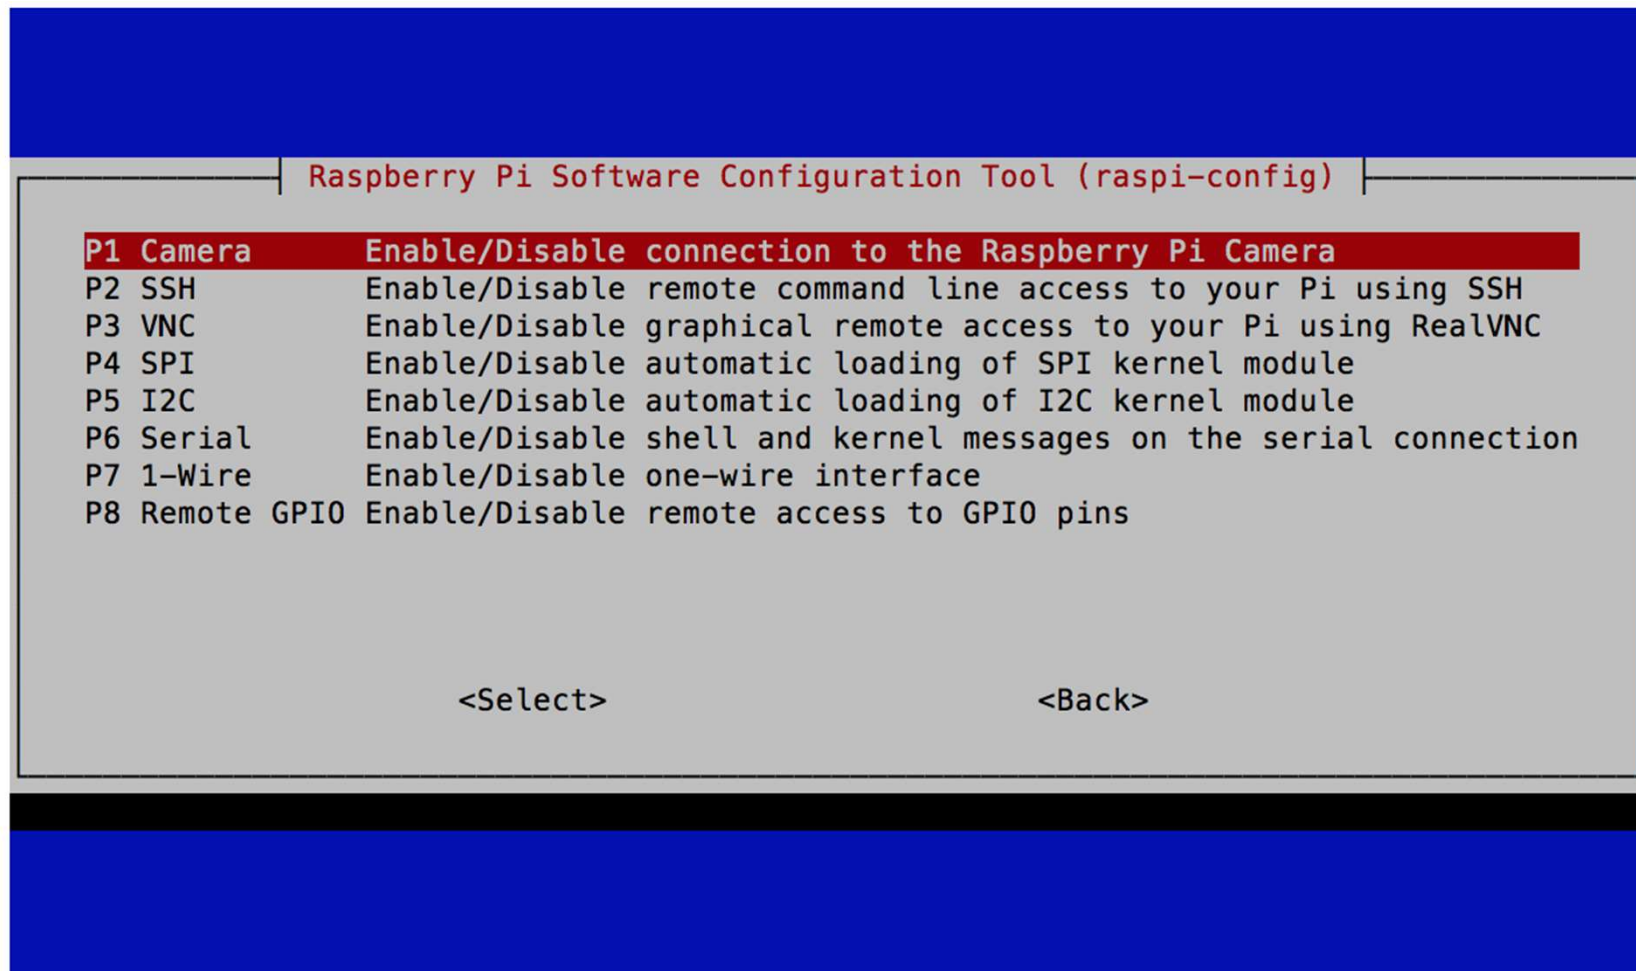 Raspberry Pi Software Configuration Tool (raspi-config)
P1 Camera Enable/Disable connection to the Raspberry Pi Camera
P2 SSH Enable/Disable remote command line access to your Pi using SSH
P3 VNC Enable/Disable graphical remote access to your Pi using RealVNC
P4 SPI Enable/Disable automatic loading of SPI kernel module
P5 I2C Enable/Disable automatic loading of I2C kernel module
P6 Serial Enable/Disable shell and kernel messages on the serial connection
P7 1-Wire Enable/Disable one-wire interface
P8 Remote GPIO Enable/Disable remote access to GPIO pins
<Select> <Back>